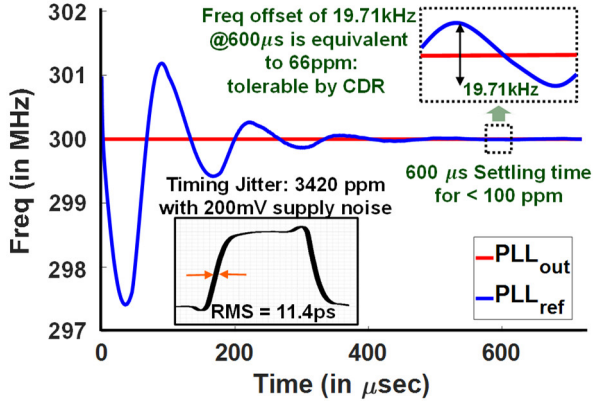 Freq offset of 19.71kHz
@600μs is equivalent
to 66ppm:
tolerable by CDR
19.71kHz
600 μs Settling time
for < 100 ppm
Timing Jitter: 3420 ppm
with 200mV supply noise
RMS = 11.4ps
PLLout
PLLref
Freq (in MHz)
302
301
300
299
298
297
0
200
400
600
Time (in μsec)